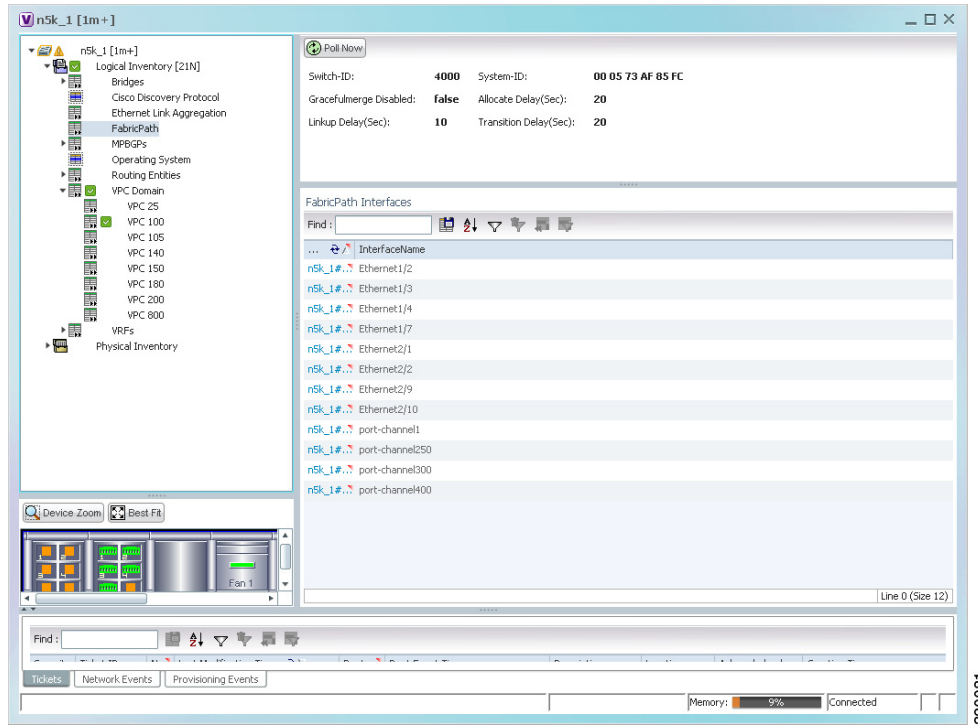 V n5k_1 [1m+]
n5k_1 [1m+]
Logical Inventory [21N]
Bridges
Cisco Discovery Protocol
Ethernet Link Aggregation
FabricPath
MPBGPs
Operating System
Routing Entities
VPC Domain
VPC 25
VPC 100
VPC 105
VPC 140
VPC 150
VPC 180
VPC 200
VPC 800
VRFs
Physical Inventory
Poll Now
Switch-ID: 4000 System-ID: 00 05 73 AF 85 FC
Gracefulmerge Disabled: false Allocate Delay(Sec): 20
Linkup Delay(Sec): 10 Transition Delay(Sec): 20
FabricPath Interfaces
Find :
... InterfaceName
n5k_1#... Ethernet1/2
n5k_1#... Ethernet1/3
n5k_1#... Ethernet1/4
n5k_1#... Ethernet1/7
n5k_1#... Ethernet2/1
n5k_1#... Ethernet2/2
n5k_1#... Ethernet2/9
n5k_1#... Ethernet2/10
n5k_1#... port-channel1
n5k_1#... port-channel250
n5k_1#... port-channel300
n5k_1#... port-channel400
Line 0 (Size 12)
Device Zoom Best Fit
Fan 1
Find :
Tickets Network Events Provisioning Events
Memory: 9% Connected